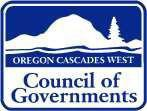 OREGON CASCADES WEST
Council of
Governments